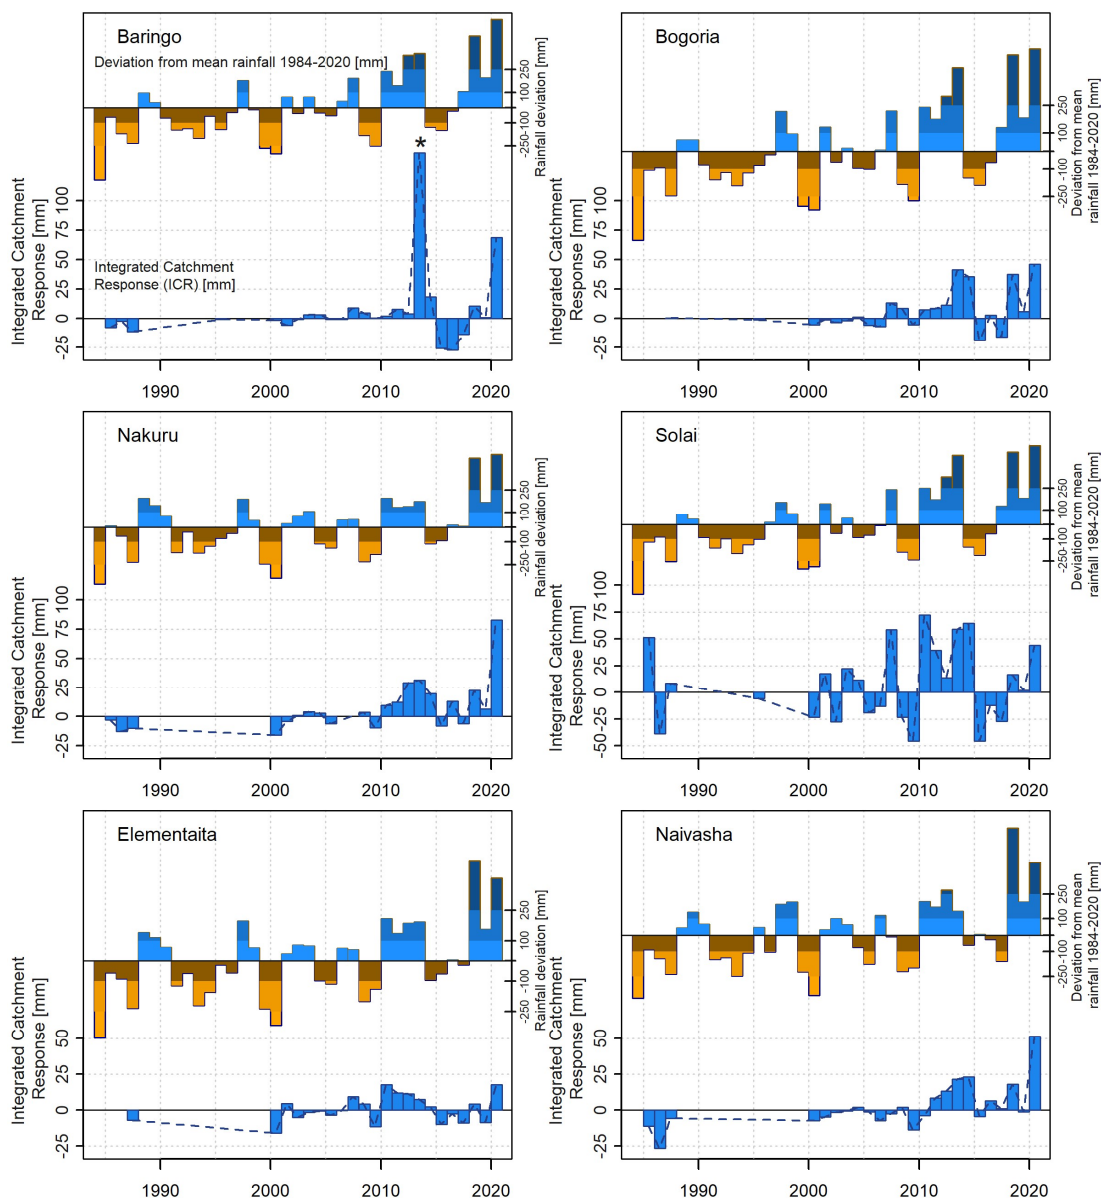 Baringo
Deviation from mean rainfall 1984-2020 [mm]
250
100
-100
-250
Rainfall deviation [mm]
*
100
75
50
25
0
-25
Integrated Catchment
Response [mm]
Integrated Catchment
Response (ICR) [mm]
1990
2000
2010
2020
Bogoria
250
100
-100
-250
Deviation from mean
rainfall 1984-2020 [mm]
100
75
50
25
0
-25
Integrated Catchment
Response [mm]
1990
2000
2010
2020
Nakuru
250
100
-100
-250
Rainfall deviation [mm]
100
75
50
25
0
-25
Integrated Catchment
Response [mm]
1990
2000
2010
2020
Solai
250
100
-100
-250
Deviation from mean
rainfall 1984-2020 [mm]
100
75
50
25
0
-25
-50
Integrated Catchment
Response [mm]
1990
2000
2010
2020
Elementaita
250
100
-100
-250
Rainfall deviation [mm]
50
25
0
-25
Integrated Catchment
Response [mm]
1990
2000
2010
2020
Naivasha
250
100
-100
-250
Deviation from mean
rainfall 1984-2020 [mm]
50
25
0
-25
Integrated Catchment
Response [mm]
1990
2000
2010
2020